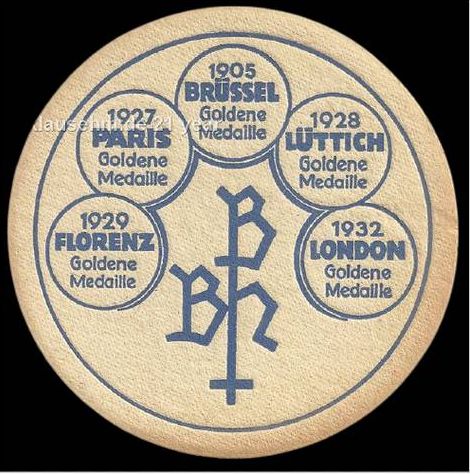 1905
BRÜSSEL
Goldene
Medaille
1927
PARIS
Goldene
Medaille
1928
LÜTTICH
Goldene
Medaille
1929
FLORENZ
Goldene
Medaille
1932
LONDON
Goldene
Medaille
B
Bh